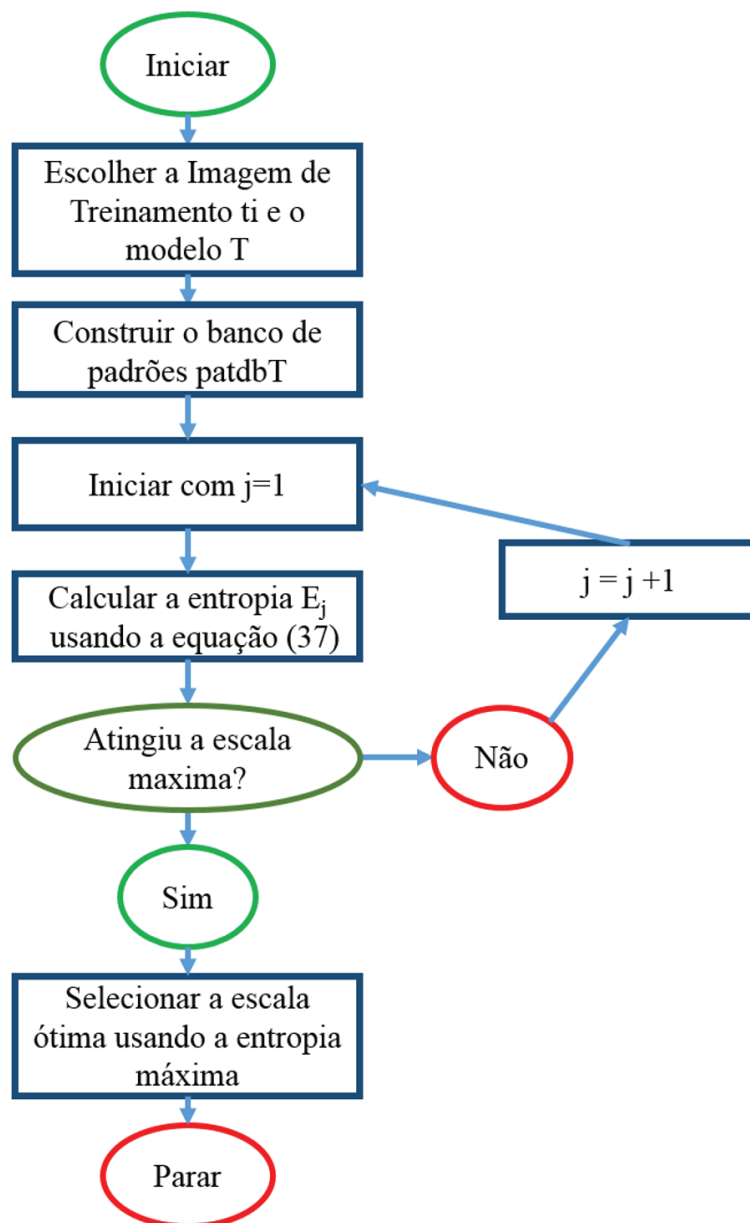 Iniciar
Escolher a Imagem de
Treinamento ti e o
modelo T
Construir o banco de
padrões patdbT
Iniciar com j=1
j = j +1
Calcular a entropia Ej
usando a equação (37)
Atingiu a escala
maxima?
Não
Sim
Selecionar a escala
ótima usando a entropia
máxima
Parar